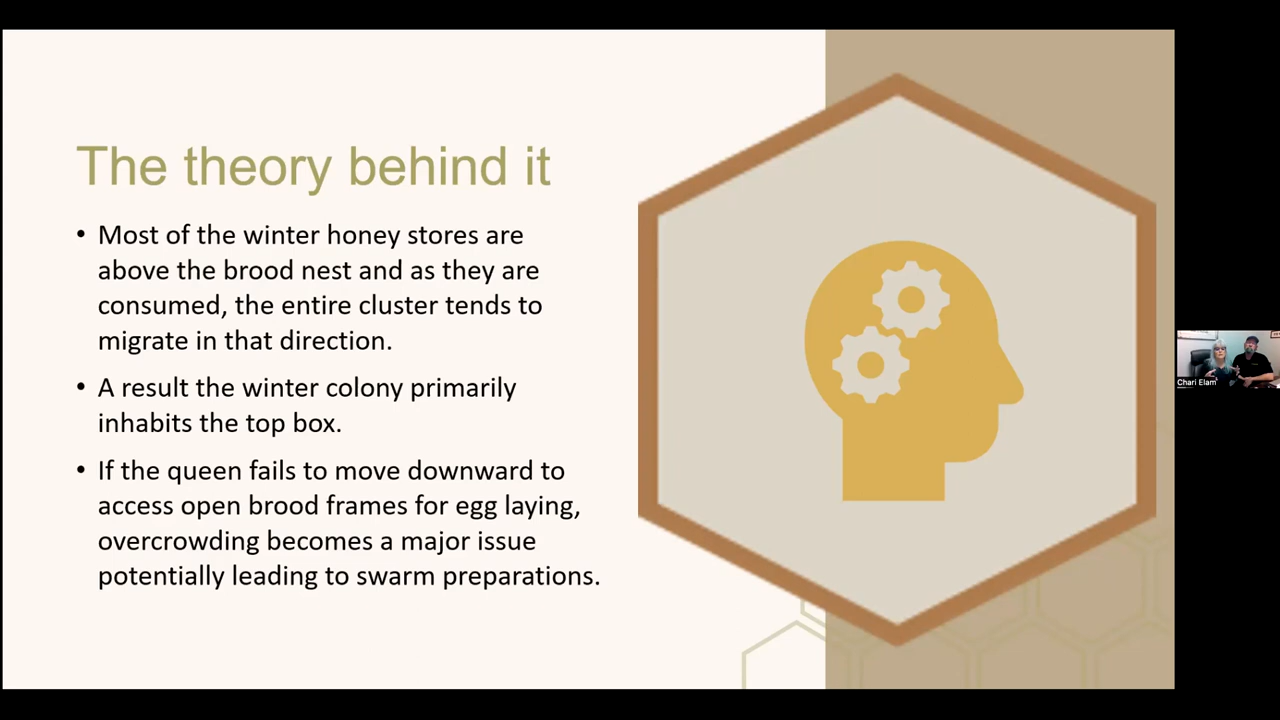 The theory behind it
• Most of the winter honey stores are
above the brood nest and as they are
consumed, the entire cluster tends to
migrate in that direction.
• A result the winter colony primarily
inhabits the top box.
• If the queen fails to move downward to
access open brood frames for egg laying,
overcrowding becomes a major issue
potentially leading to swarm preparations.
Chari Elam